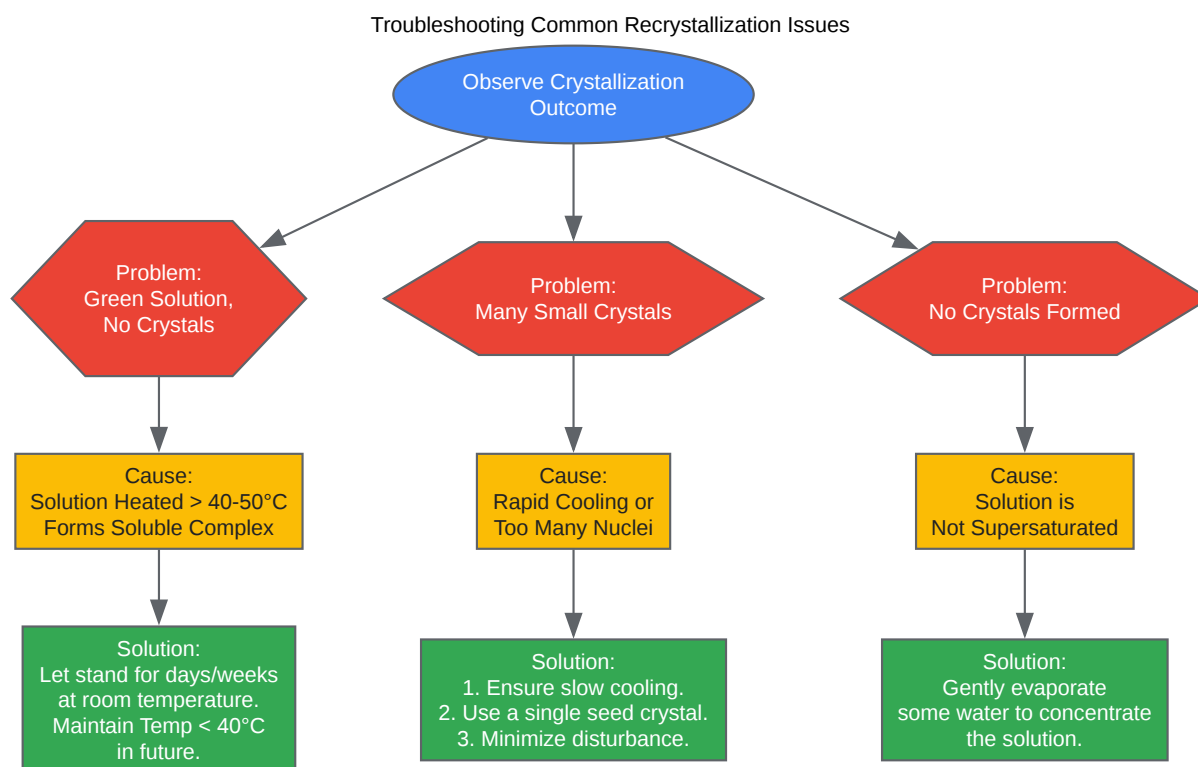 Troubleshooting Common Recrystallization Issues
Observe Crystallization
Outcome
Problem:
Green Solution,
No Crystals
Problem:
Many Small Crystals
Problem:
No Crystals Formed
Cause:
Solution Heated > 40-50°C
Forms Soluble Complex
Cause:
Rapid Cooling or
Too Many Nuclei
Cause:
Solution is
Not Supersaturated
Solution:
Let stand for days/weeks
at room temperature.
Maintain Temp < 40°C
in future.
Solution:
1. Ensure slow cooling.
2. Use a single seed crystal.
3. Minimize disturbance.
Solution:
Gently evaporate
some water to concentrate
the solution.